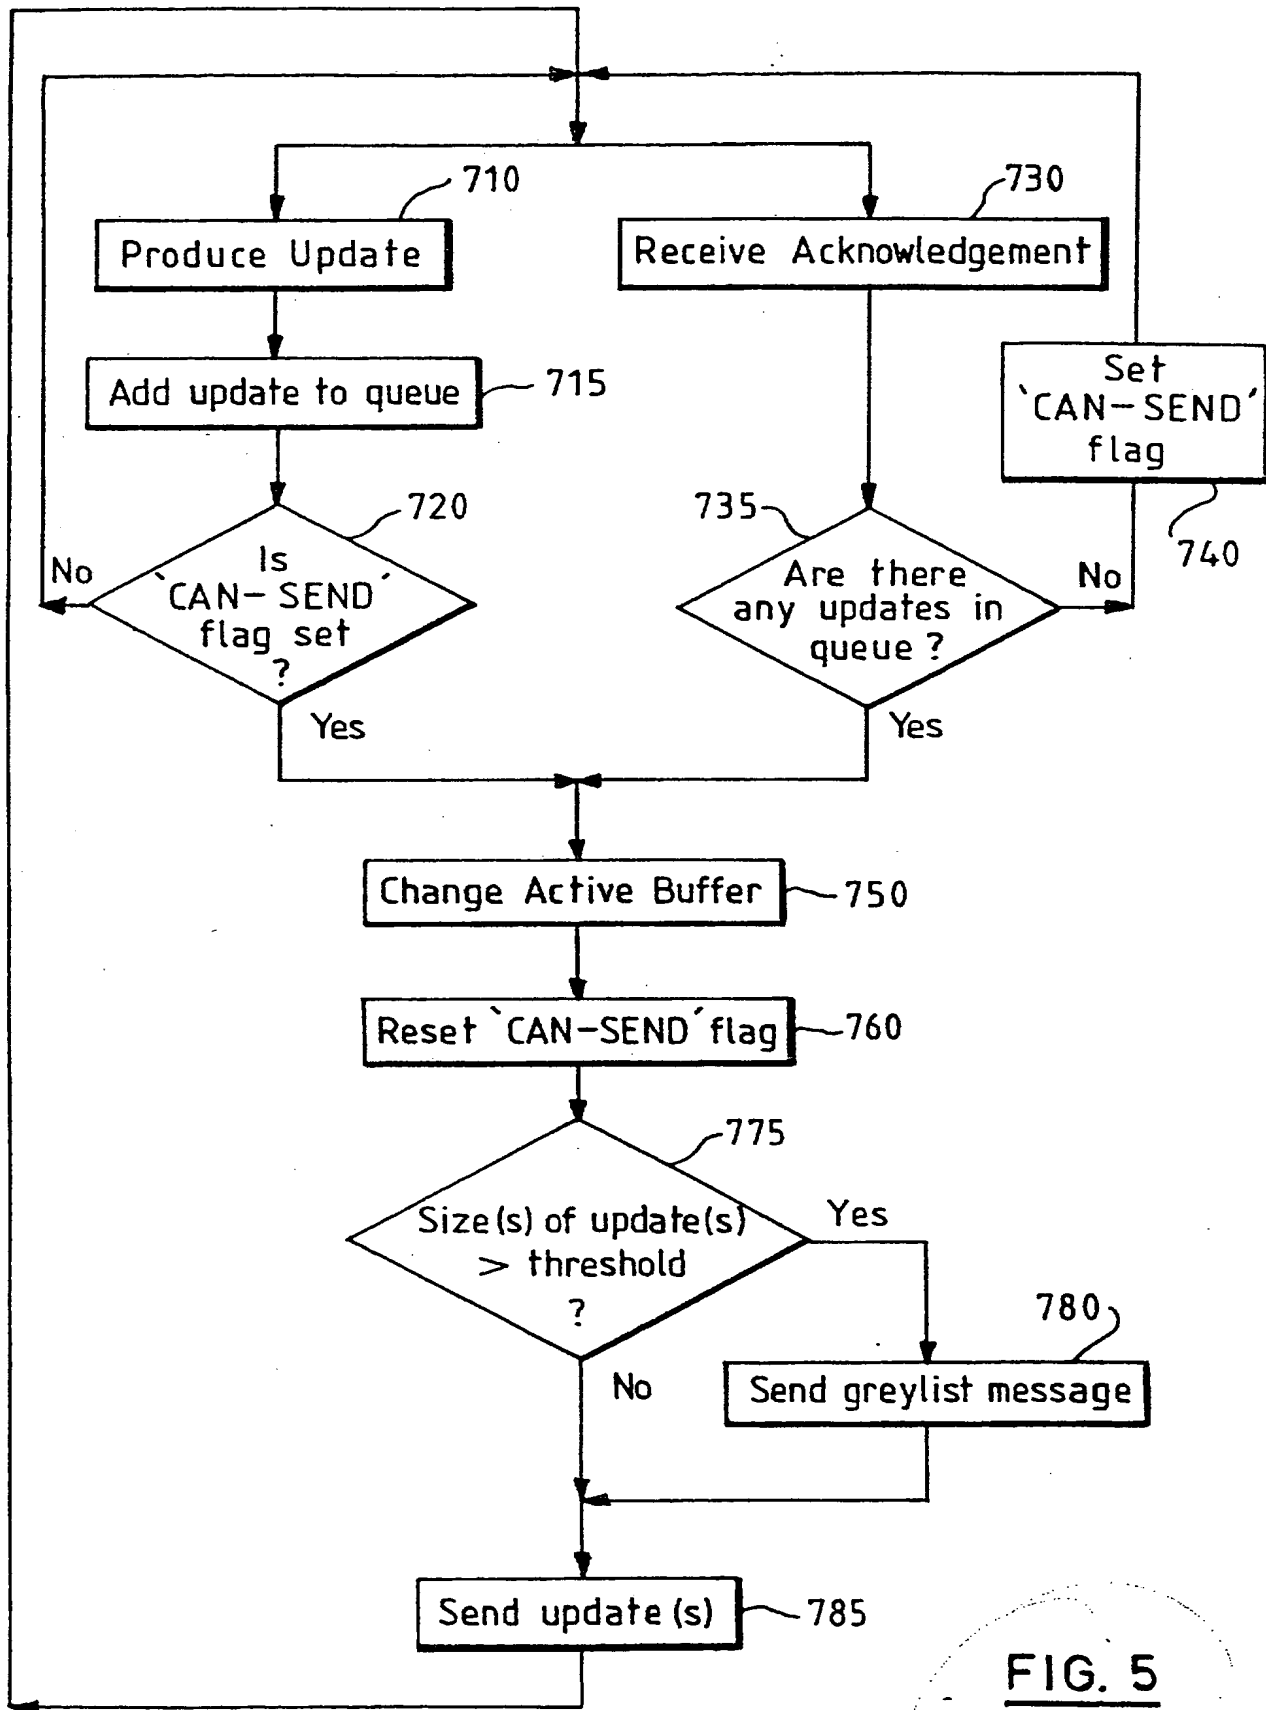 710
Produce Update
730
Receive Acknowledgement
Add update to queue
715
Set
`CAN-SEND´
flag
740
720
Is
`CAN-SEND´
flag set
?
No
Yes
735
Are there
any updates in
queue ?
No
Yes
Change Active Buffer
750
Reset `CAN-SEND´ flag
760
775
Size(s) of update(s)
> threshold
?
Yes
No
780
Send greylist message
Send update(s)
785
FIG. 5